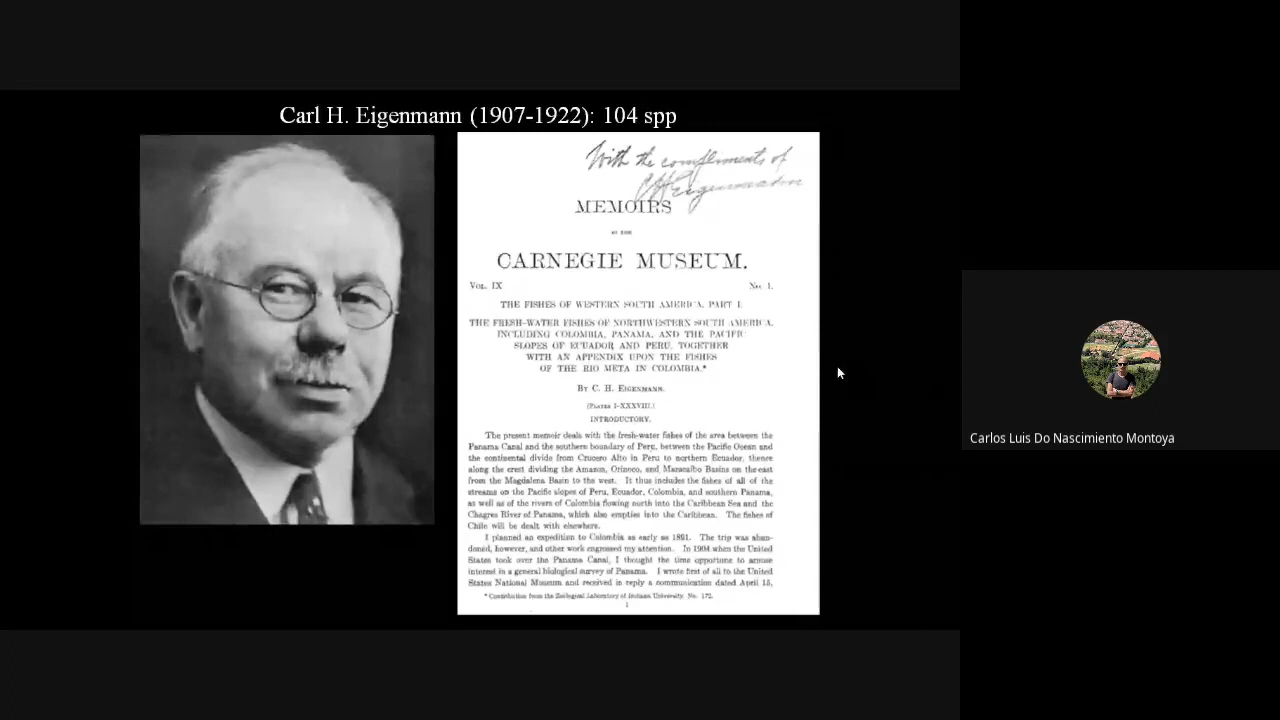 Carl H. Eigenmann (1907-1922): 104 spp
With the compliments of
C H Eigenmann
MEMOIRS
OF THE
CARNEGIE MUSEUM.
VOL. IX No. 1.
THE FISHES OF WESTERN SOUTH AMERICA, PART I.
THE FRESH-WATER FISHES OF NORTHWESTERN SOUTH AMERICA,
INCLUDING COLOMBIA, PANAMA, AND THE PACIFIC
SLOPES OF ECUADOR AND PERU, TOGETHER
WITH AN APPENDIX UPON THE FISHES
OF THE RIO META IN COLOMBIA.*
BY C. H. EIGENMANN.
(PLATES I-XXXVIII.)
INTRODUCTORY.
The present memoir deals with the fresh-water fishes of the area between the
Panama Canal and the southern boundary of Peru, between the Pacific Ocean and
the continental divide from Crucero Alto in Peru to northern Ecuador, thence
along the crest dividing the Amazon, Orinoco, and Maracaibo Basins on the east
from the Magdalena Basin to the west. It thus includes the fishes of all of the
streams on the Pacific slopes of Peru, Ecuador, Colombia, and southern Panama,
as well as of the rivers of Colombia flowing north into the Caribbean Sea and the
Chagres River of Panama, which also empties into the Caribbean. The fishes of
Chile will be dealt with elsewhere.
I planned an expedition to Colombia as early as 1891. The trip was aban-
doned, however, and other work engrossed my attention. In 1904 when the United
States took over the Panama Canal, I thought the time opportune to arouse
interest in a general biological survey of Panama. I wrote first of all to the United
States National Museum and received in reply a communication dated April 15,
* Contribution from the Zoological Laboratory of Indiana University, No. 172.
1
Carlos Luis Do Nascimiento Montoya